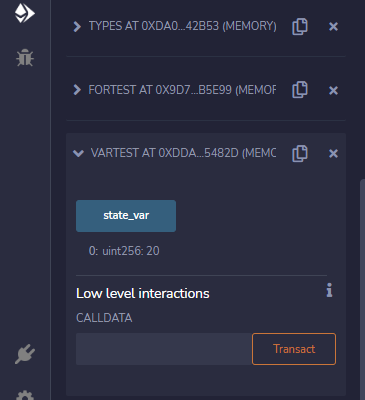 TYPES AT 0XDA0...42B53 (MEMORY)
FORTEST AT 0X9D7...B5E99 (MEMOR
VARTEST AT 0XDDA...5482D (MEMC
state_var
0: uint256: 20
Low level interactions
CALLDATA
Transact